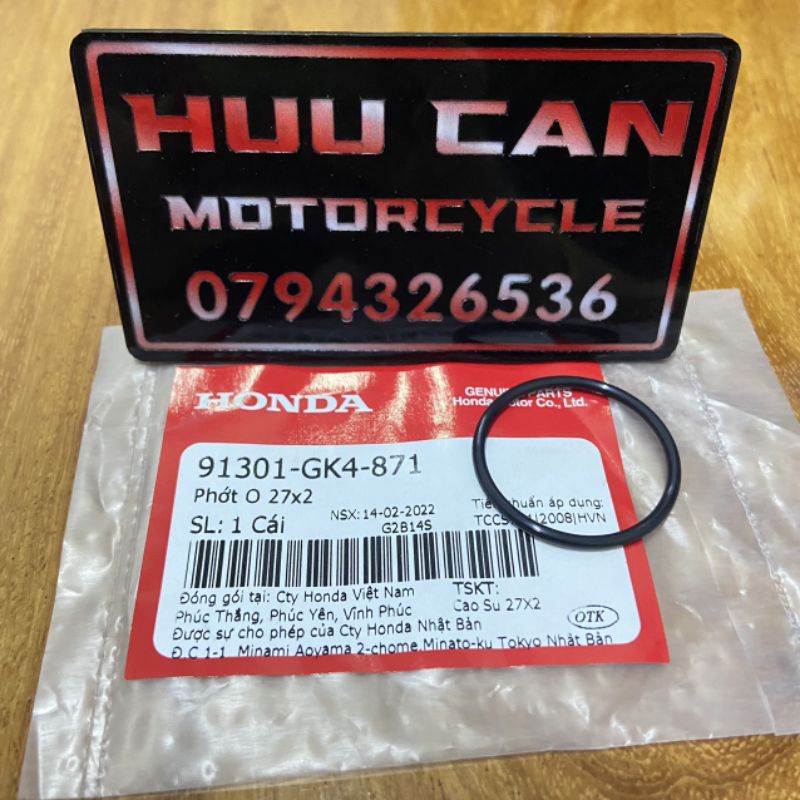 HUU CAN
MOTORCYCLE
0794326536
HONDA
GENUINE PARTS
Honda Motor Co., Ltd.
91301-GK4-871
Phớt O 27x2
NSX: 14-02-2022
Tiêu chuẩn áp dụng:
SL: 1 Cái
G2B14S
2008|HVN
Đóng gói tại: Cty Honda Việt Nam
TSKT:
Phúc Thắng, Phúc Yên, Vĩnh Phúc
Cao Su 27X2
Được sự cho phép của Cty Honda Nhật Bản
OTK
Đ.C 1-1 Minami Aoyama 2-chome,Minato-ku Tokyo Nhật Bản